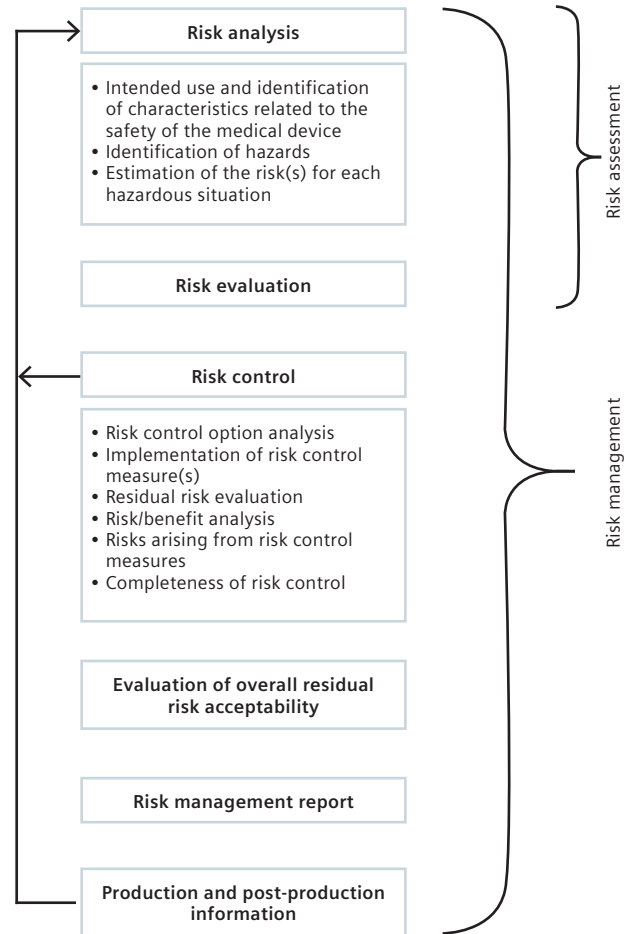 Risk analysis
• Intended use and identification
of characteristics related to the
safety of the medical device
• Identification of hazards
• Estimation of the risk(s) for each
hazardous situation
Risk assessment
Risk evaluation
Risk control
• Risk control option analysis
• Implementation of risk control
measure(s)
• Residual risk evaluation
• Risk/benefit analysis
• Risks arising from risk control
measures
• Completeness of risk control
Risk management
Evaluation of overall residual
risk acceptability
Risk management report
Production and post-production
information